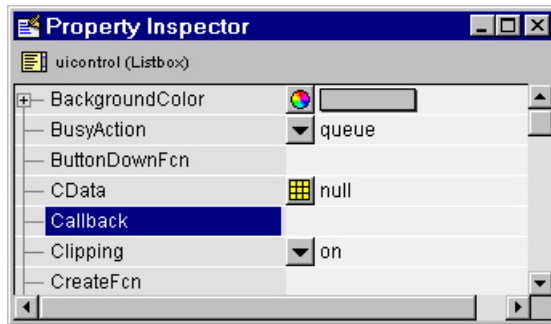 Property Inspector
uicontrol (Listbox)
BackgroundColor
BusyAction queue
ButtonDownFcn
CData null
Callback
Clipping on
CreateFcn